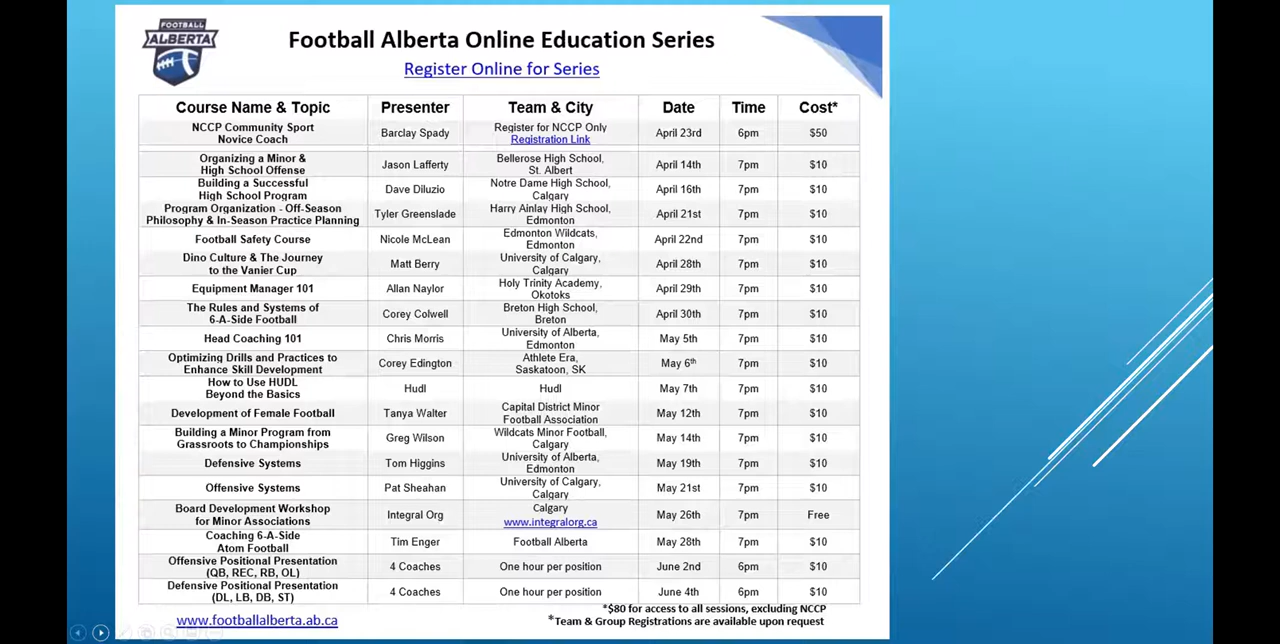 FOOTBALL
ALBERTA
Football Alberta Online Education Series
Register Online for Series
Course Name & Topic Presenter Team & City Date Time Cost*
NCCP Community Sport
Novice Coach Barclay Spady Register for NCCP Only
Registration Link April 23rd 6pm $50
Organizing a Minor &
High School Offense Jason Lafferty Bellerose High School,
St. Albert April 14th 7pm $10
Building a Successful
High School Program Dave Diluzio Notre Dame High School,
Calgary April 16th 7pm $10
Program Organization - Off-Season
Philosophy & In-Season Practice Planning Tyler Greenslade Harry Ainlay High School,
Edmonton April 21st 7pm $10
Football Safety Course Nicole McLean Edmonton Wildcats,
Edmonton April 22nd 7pm $10
Dino Culture & The Journey
to the Vanier Cup Matt Berry University of Calgary,
Calgary April 28th 7pm $10
Equipment Manager 101 Allan Naylor Holy Trinity Academy,
Okotoks April 29th 7pm $10
The Rules and Systems of
6-A-Side Football Corey Colwell Breton High School,
Breton April 30th 7pm $10
Head Coaching 101 Chris Morris University of Alberta,
Edmonton May 5th 7pm $10
Optimizing Drills and Practices to
Enhance Skill Development Corey Edington Athlete Era,
Saskatoon, SK May 6th 7pm $10
How to Use HUDL
Beyond the Basics Hudl Hudl May 7th 7pm $10
Development of Female Football Tanya Walter Capital District Minor
Football Association May 12th 7pm $10
Building a Minor Program from
Grassroots to Championships Greg Wilson Wildcats Minor Football,
Calgary May 14th 7pm $10
Defensive Systems Tom Higgins University of Alberta,
Edmonton May 19th 7pm $10
Offensive Systems Pat Sheahan University of Calgary,
Calgary May 21st 7pm $10
Board Development Workshop
for Minor Associations Integral Org Calgary
www.integralorg.ca May 26th 7pm Free
Coaching 6-A-Side
Atom Football Tim Enger Football Alberta May 28th 7pm $10
Offensive Positional Presentation
(QB, REC, RB, OL) 4 Coaches One hour per position June 2nd 6pm $10
Defensive Positional Presentation
(DL, LB, DB, ST) 4 Coaches One hour per position June 4th 6pm $10
*$80 for access to all sessions, excluding NCCP
www.footballalberta.ab.ca *Team & Group Registrations are available upon request